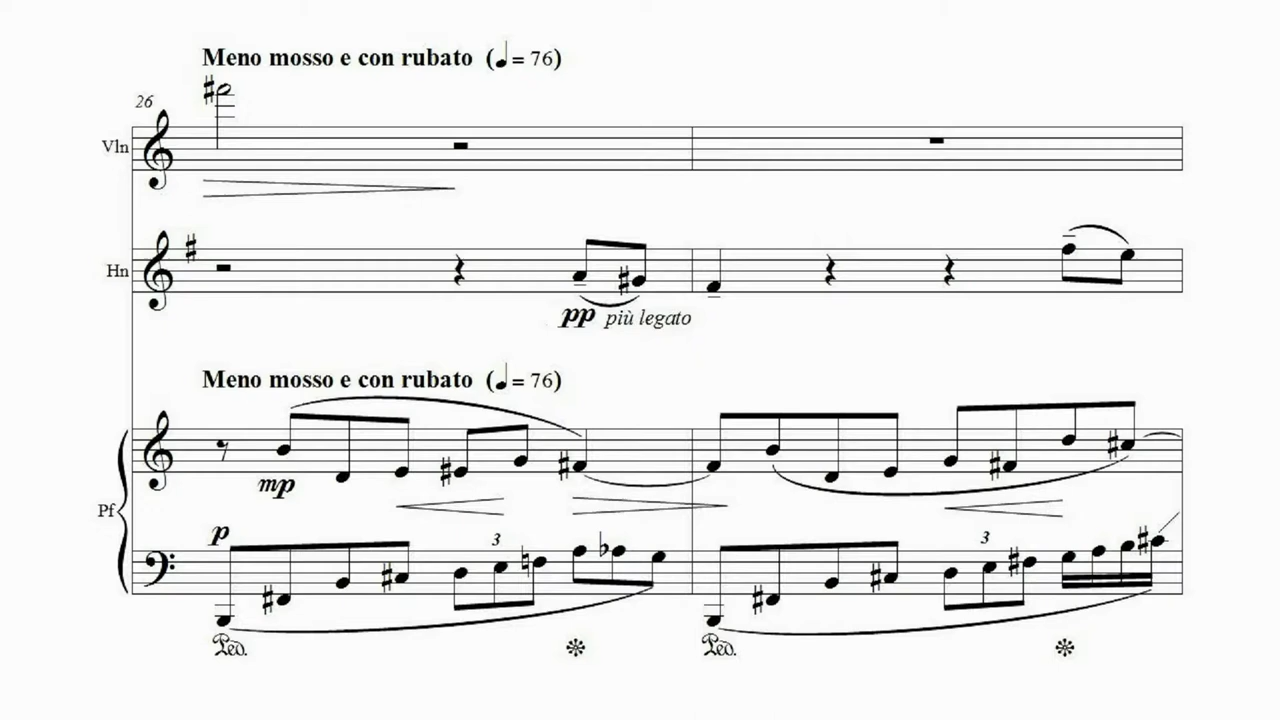 Meno mosso e con rubato (♩ = 76)
26
Vln
Hn
pp più legato
Meno mosso e con rubato (♩ = 76)
mp
Pf
p
3
3
Ped.
Ped.